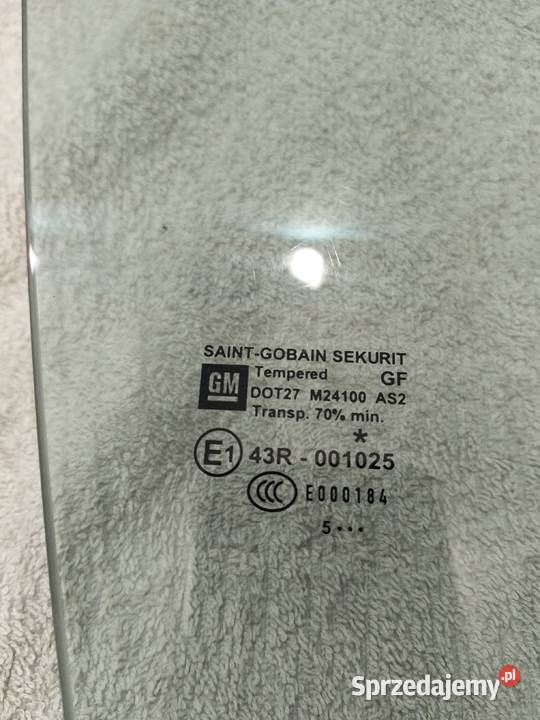 SAINT-GOBAIN SEKURIT
GM Tempered GF
DOT27 M24100 AS2
Transp. 70% min.
*
E1 43R - 001025
CCC E000184
5•••
Sprzedajemy.pl